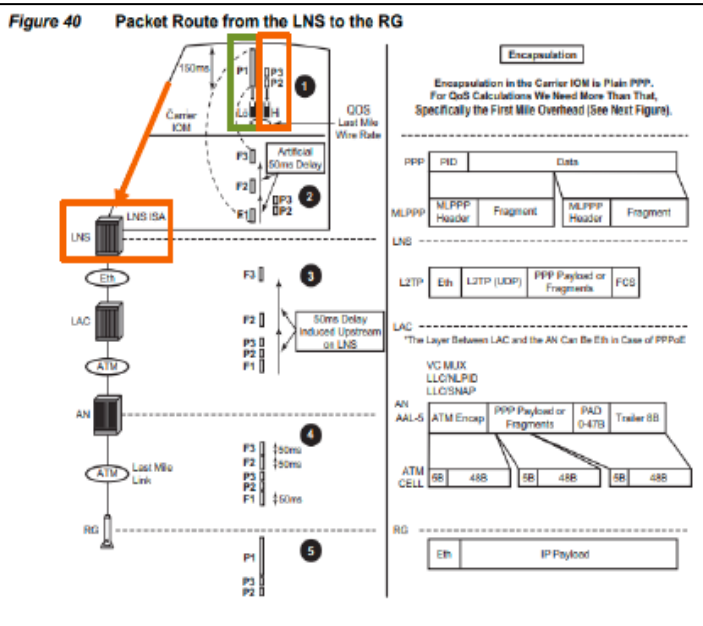 Figure 40 Packet Route from the LNS to the RG
150ms
P1
P3
P2
1
Lo
Hi
Carrier
IOM
QOS
Last Mile
Wire Rate
F3
Artificial
50ms Delay
F2
P3
P2
2
F1
LNS ISA
LNS
Eth
F3
3
LAC
F2
50ms Delay
Induced Upstream
on LNS
P3
P2
F1
ATM
AN
4
F3
50ms
F2
50ms
P3
P2
F1
50ms
ATM
Last Mile
Link
RG
5
P1
P3
P2
Encapsulation
Encapsulation in the Carrier IOM is Plain PPP.
For QoS Calculations We Need More Than That,
Specifically the First Mile Overhead (See Next Figure).
PPP
PID
Data
MLPPP
MLPPP
Header
Fragment
MLPPP
Header
Fragment
LNS
L2TP
Eth
L2TP (UDP)
PPP Payload or
Fragments
FCS
LAC
*The Layer Between LAC and the AN Can Be Eth in Case of PPPoE
VC MUX
LLC/NLPID
LLC/SNAP
AN
AAL-5
ATM Encap
PPP Payload or
Fragments
PAD
0-47B
Trailer 8B
ATM
CELL
5B
48B
5B
48B
5B
48B
RG
Eth
IP Payload